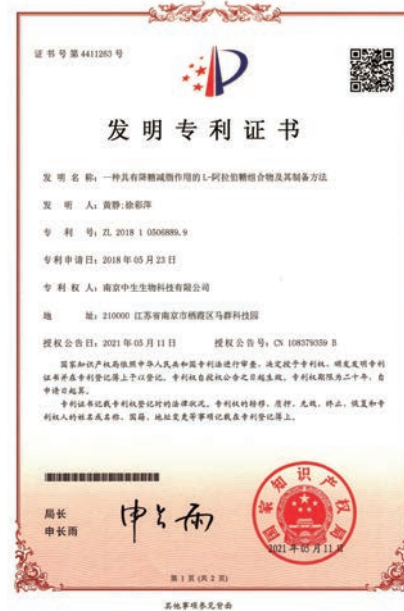 证书号第4411263号
发明专利证书
发 明 名 称：一种具有降糖减脂作用的L-阿拉伯糖组合物及其制备方法
发 明 人：黄静;徐彩萍
专 利 号：ZL 2018 1 0506889.9
专利申请日：2018年05月23日
专 利 权 人：南京中生生物科技有限公司
地 址：210000 江苏省南京市栖霞区马群科技园
授权公告日：2021年05月11日 授权公告号：CN 108379359 B
国家知识产权局依照中华人民共和国专利法进行审查，决定授予专利权，颁发发明专利
证书并在专利登记簿上予以登记。专利权自授权公告之日起生效。专利权期限为二十年，自
申请日起算。
专利证书记载专利权登记时的法律状况。专利权的转移、质押、无效、终止、恢复和专
利权人的姓名或名称、国籍、地址变更等事项记载在专利登记簿上。
局长
申长雨
申长雨
国家知识产权局
2021年05月11日
第 1 页 (共 2 页)
其他事项参见背面